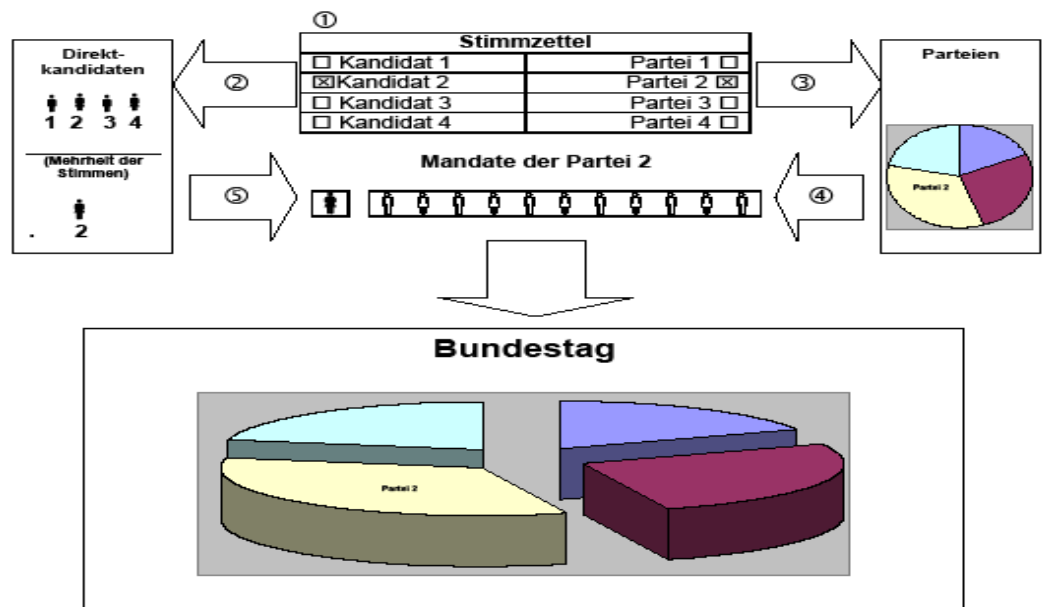 ①
Stimmzettel
☐ Kandidat 1 Partei 1 ☐
☒Kandidat 2 Partei 2 ☒
☐ Kandidat 3 Partei 3 ☐
☐ Kandidat 4 Partei 4 ☐
Direkt-
kandidaten
1 2 3 4
(Mehrheit der
Stimmen)
. 2
②
③
Parteien
Partei 2
Mandate der Partei 2
⑤
④
Bundestag
Partei 2